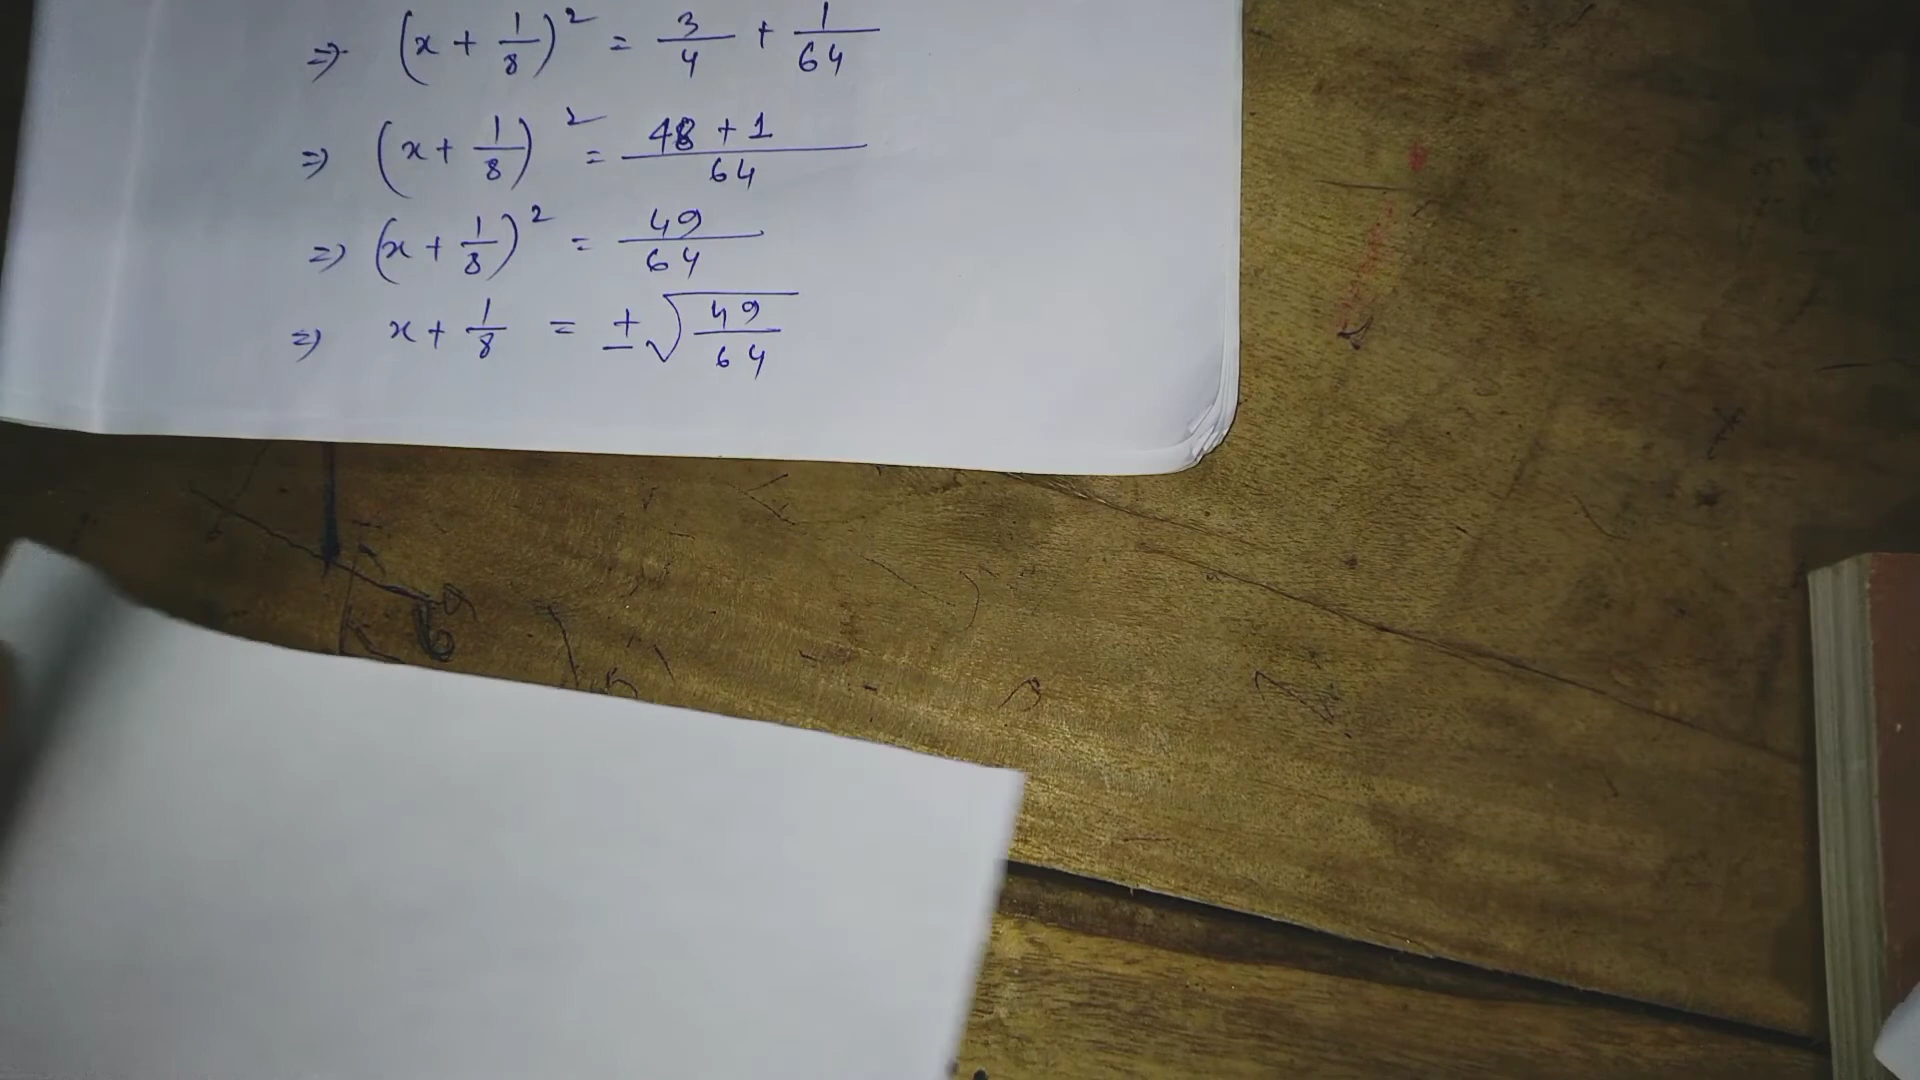 ⇒ (x + 1/8)² = 3/4 + 1/64
⇒ (x + 1/8)² = 48 + 1/64
⇒ (x + 1/8)² = 49/64
⇒ x + 1/8 = ±√49/64